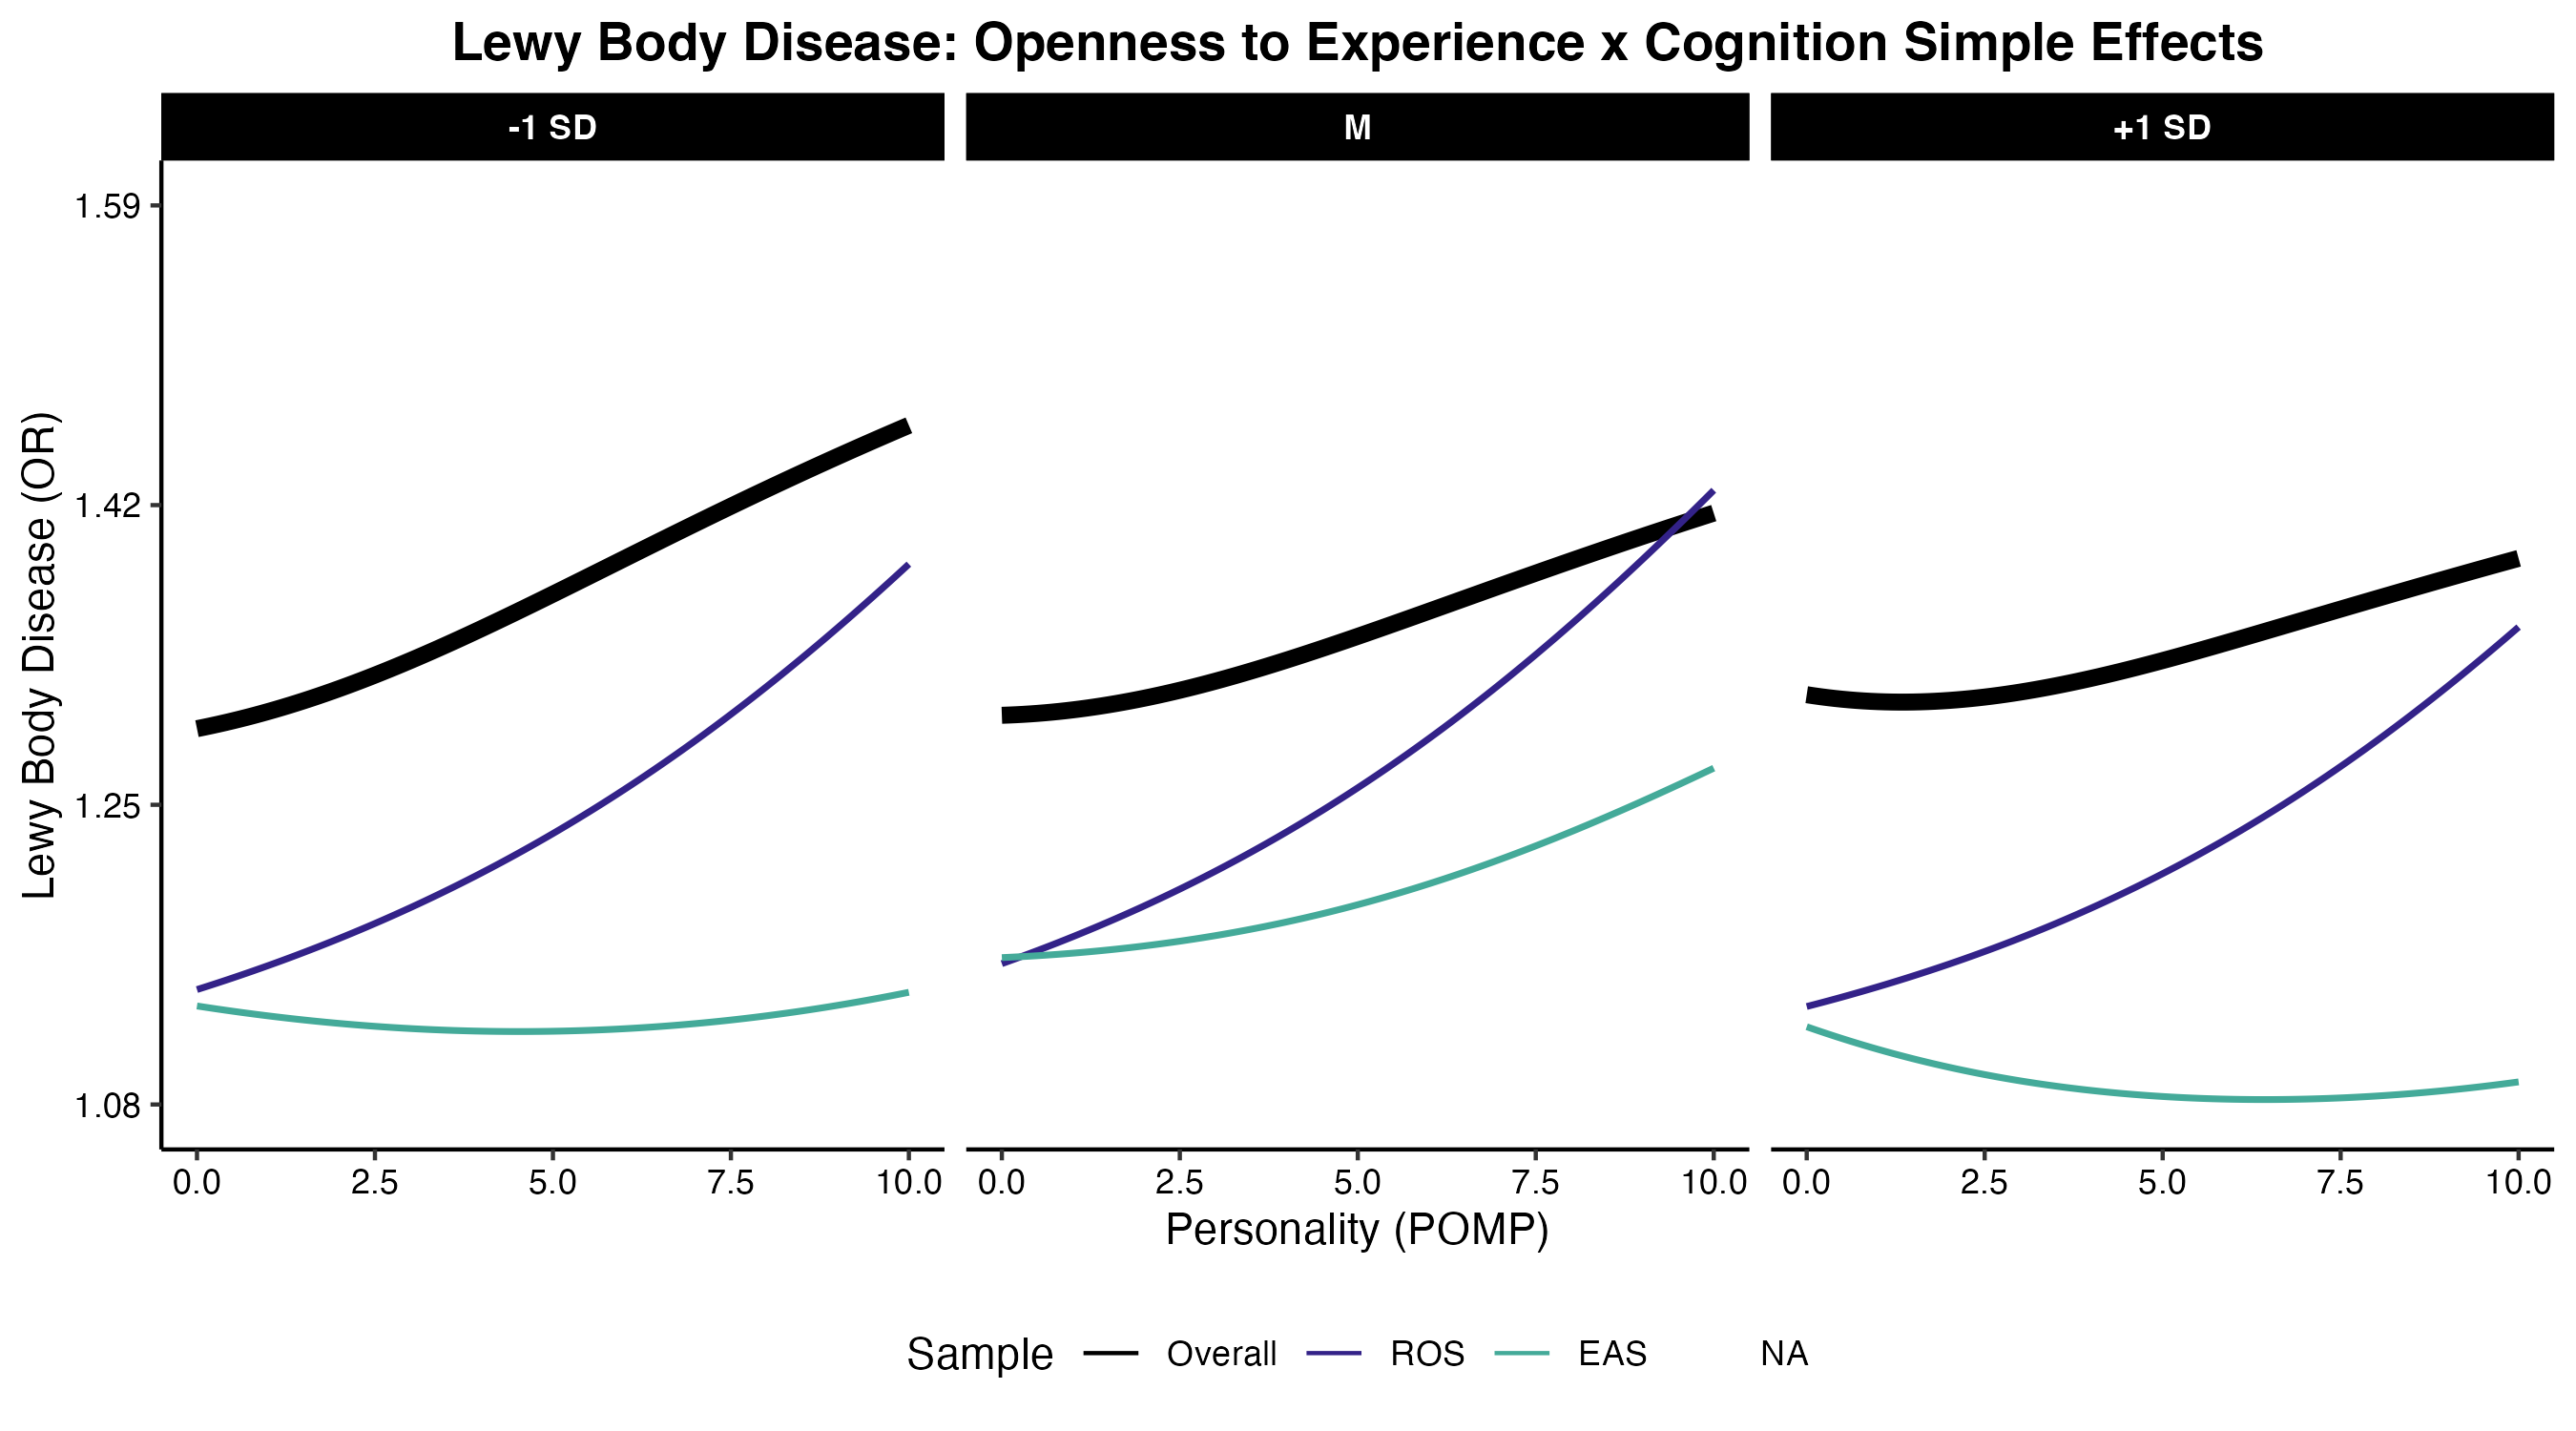 Lewy Body Disease: Openness to Experience x Cognition Simple Effects
-1 SD
M
+1 SD
Lewy Body Disease (OR)
1.59
1.42
1.25
1.08
0.0 2.5 5.0 7.5 10.0
0.0 2.5 5.0 7.5 10.0
0.0 2.5 5.0 7.5 10.0
Personality (POMP)
Sample Overall ROS EAS NA